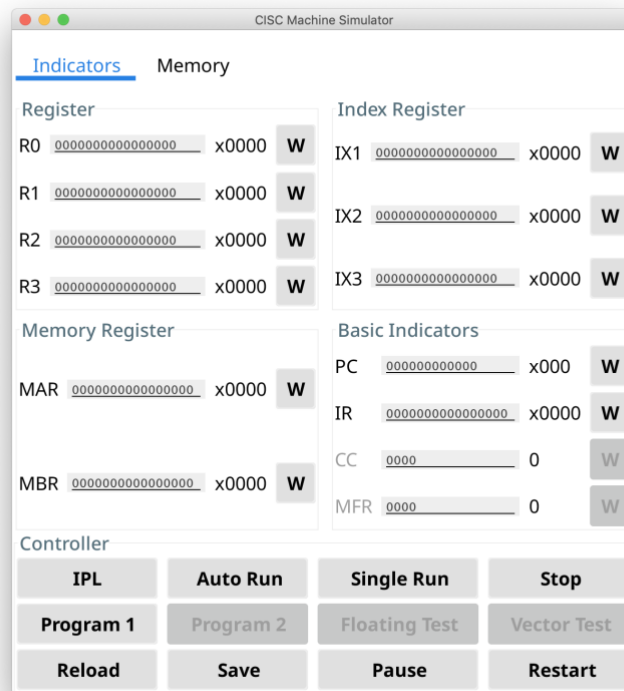 CISC Machine Simulator
Indicators Memory
Register
R0 0000000000000000 x0000 W
R1 0000000000000000 x0000 W
R2 0000000000000000 x0000 W
R3 0000000000000000 x0000 W
Index Register
IX1 0000000000000000 x0000 W
IX2 0000000000000000 x0000 W
IX3 0000000000000000 x0000 W
Memory Register
MAR 0000000000000000 x0000 W
MBR 0000000000000000 x0000 W
Basic Indicators
PC 000000000000 x000 W
IR 0000000000000000 x0000 W
CC 0000 0 W
MFR 0000 0 W
Controller
IPL Auto Run Single Run Stop
Program 1 Program 2 Floating Test Vector Test
Reload Save Pause Restart